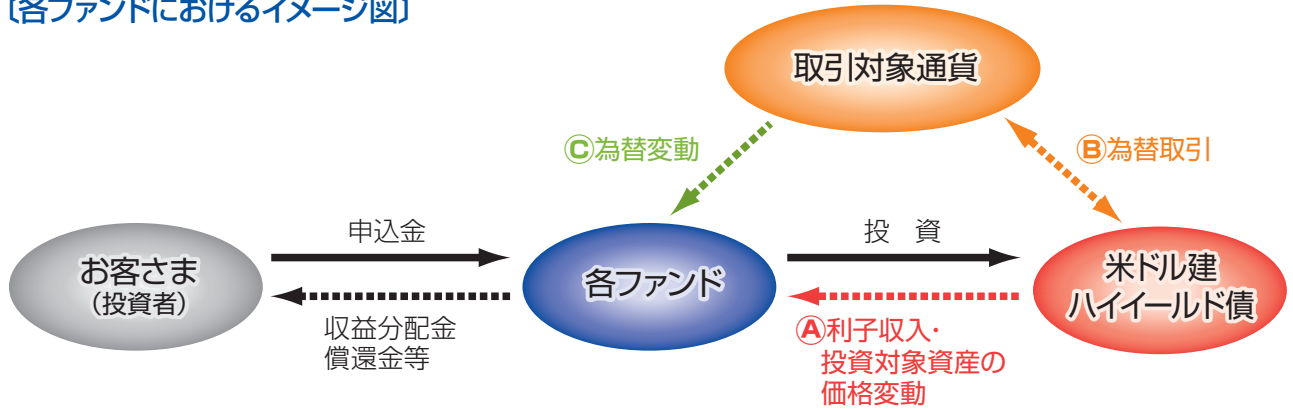 〔各ファンドにおけるイメージ図〕
取引対象通貨
Ⓒ為替変動
Ⓑ為替取引
申込金
投　資
お客さま
（投資者）
各ファンド
米ドル建
ハイイールド債
収益分配金
償還金等
Ⓐ利子収入・
投資対象資産の
価格変動